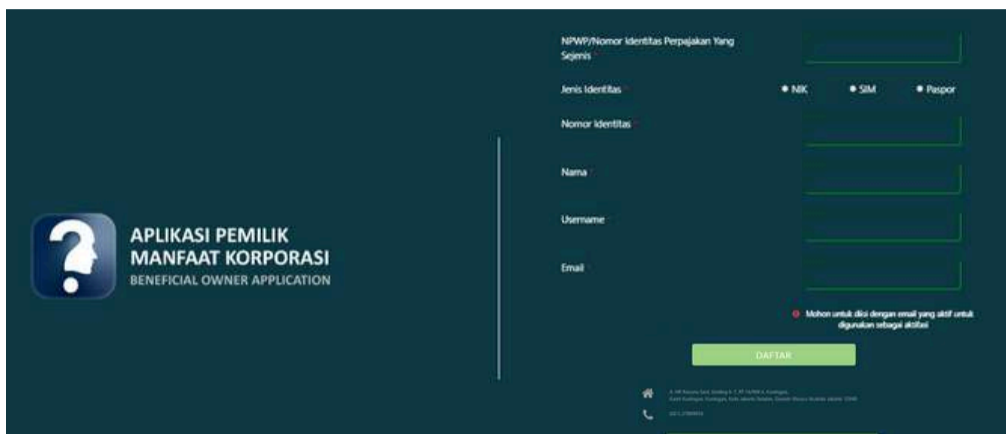 APLIKASI PEMILIK
MANFAAT KORPORASI
BENEFICIAL OWNER APPLICATION
NPWP/Nomor Identitas Perpajakan Yang
Sejenis *
Jenis Identitas *
NIK SIM Paspor
Nomor Identitas *
Nama *
Username *
Email *
Mohon untuk diisi dengan email yang aktif untuk
digunakan sebagai aktifasi
DAFTAR